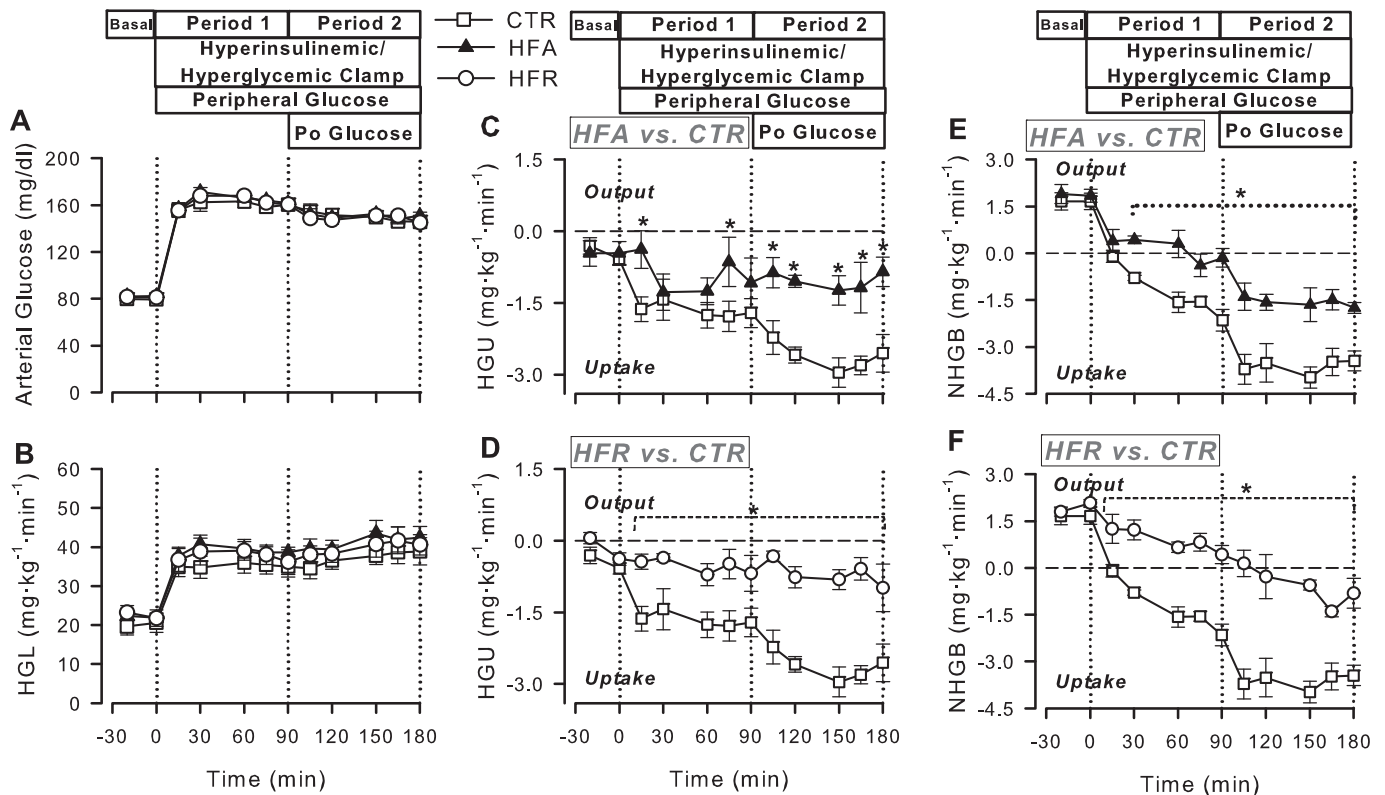 Basal Period 1 Period 2
Hyperinsulinemic/
Hyperglycemic Clamp
Peripheral Glucose
CTR
HFA
HFR
Basal Period 1 Period 2
Hyperinsulinemic/
Hyperglycemic Clamp
Peripheral Glucose
Po Glucose
Basal Period 1 Period 2
Hyperinsulinemic/
Hyperglycemic Clamp
Peripheral Glucose
Po Glucose
A
Po Glucose
Arterial Glucose (mg/dl)
200
160
120
80
40
0
-30 0 30 60 90 120 150 180
B
HGL (mg·kg⁻¹·min⁻¹)
60
50
40
30
20
10
0
-30 0 30 60 90 120 150 180
Time (min)
C
HFA vs. CTR
HGU (mg·kg⁻¹·min⁻¹)
1.5
0.0
-1.5
-3.0
Output
* * * * * * *
Uptake
D
HFR vs. CTR
HGU (mg·kg⁻¹·min⁻¹)
1.5
0.0
-1.5
-3.0
Output
*
Uptake
-30 0 30 60 90 120 150 180
Time (min)
E
HFA vs. CTR
NHGB (mg·kg⁻¹·min⁻¹)
3.0
1.5
0.0
-1.5
-3.0
-4.5
Output
*
Uptake
F
HFR vs. CTR
NHGB (mg·kg⁻¹·min⁻¹)
3.0
1.5
0.0
-1.5
-3.0
-4.5
Output
*
Uptake
-30 0 30 60 90 120 150 180
Time (min)